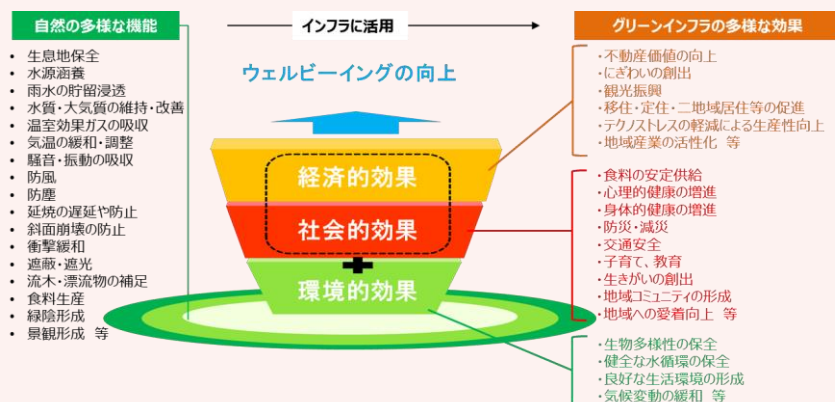 自然の多様な機能
インフラに活用
グリーンインフラの多様な効果
・生息地保全
・水源涵養
・雨水の貯留浸透
・水質・大気質の維持・改善
・温室効果ガスの吸収
・気温の緩和・調整
・騒音・振動の吸収
・防風
・防塵
・延焼の遅延や防止
・斜面崩壊の防止
・衝撃緩和
・遮蔽・遮光
・流木・漂流物の補足
・食料生産
・緑陰形成
・景観形成 等
ウェルビーイングの向上
経済的効果
社会的効果
+
環境的効果
・不動産価値の向上
・にぎわいの創出
・観光振興
・移住・定住・二地域居住等の促進
・テクノストレスの軽減による生産性向上
・地域産業の活性化 等
・食料の安定供給
・心理的健康の増進
・身体的健康の増進
・防災・減災
・交通安全
・子育て、教育
・生きがいの創出
・地域コミュニティの形成
・地域への愛着向上 等
・生物多様性の保全
・健全な水循環の保全
・良好な生活環境の形成
・気候変動の緩和 等